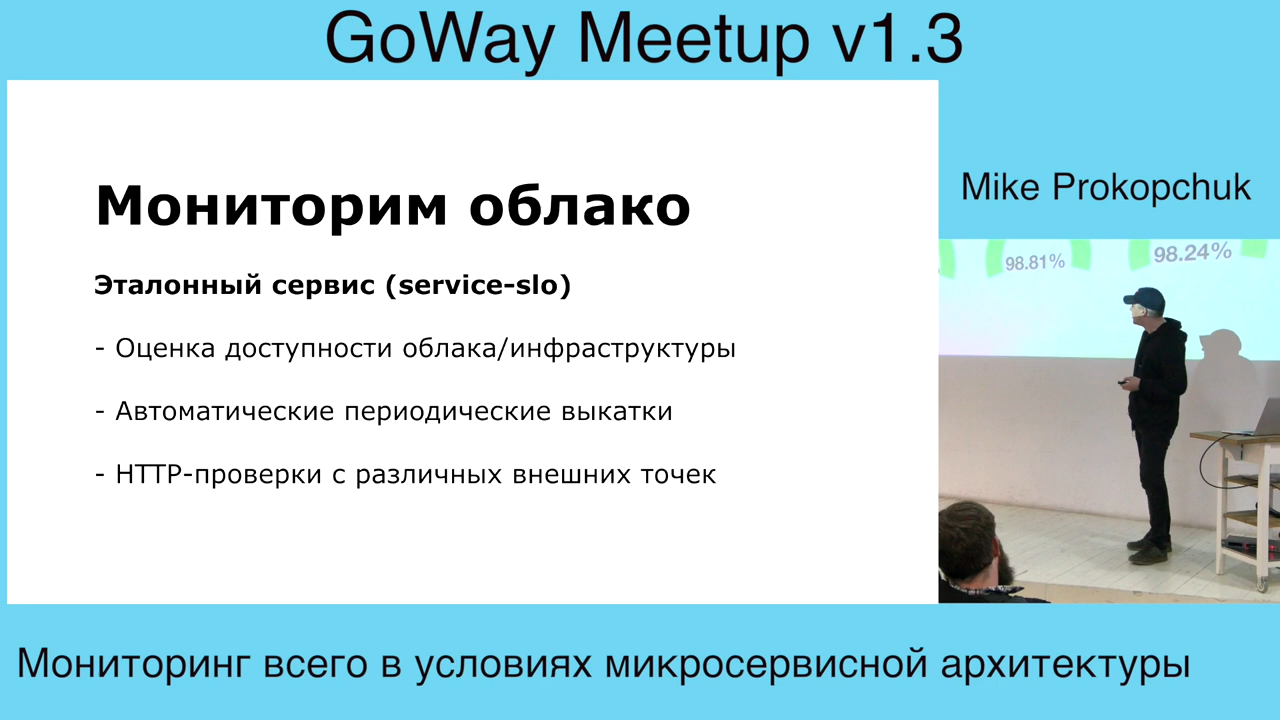 GoWay Meetup v1.3
Мониторим облако
Эталонный сервис (service-slo)
- Оценка доступности облака/инфраструктуры
- Автоматические периодические выкатки
- HTTP-проверки с различных внешних точек
Mike Prokopchuk
98.81%
98.24%
Мониторинг всего в условиях микросервисной архитектуры